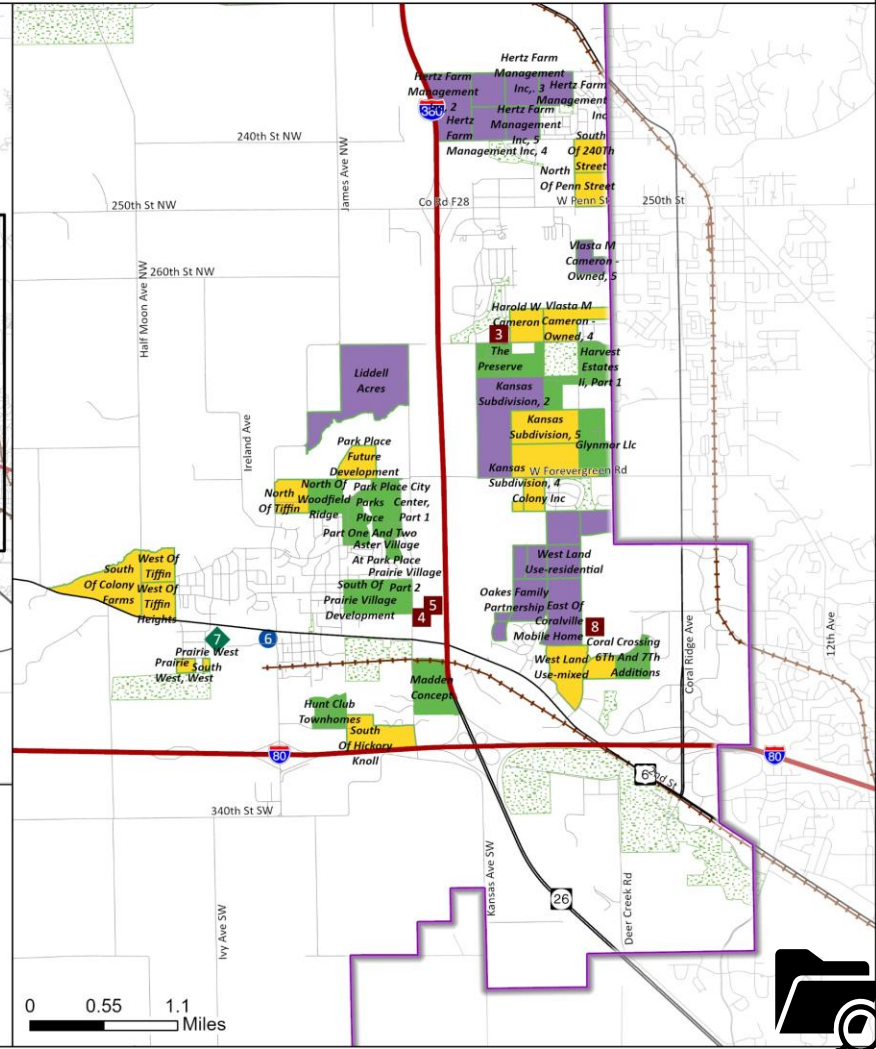 Hertz Farm
Management
Inc,. 3
Hertz Farm
Management
, 2
Hertz Farm
Management
Inc
380
Hertz
Farm
Management Inc, 4
Hertz Farm
Management
Inc, 5
240th St NW
South
Of 240Th
Street
North
Of Penn Street
James Ave NW
Co Rd F28
W Penn St
250th St
250th St NW
Vlasta M
Cameron -
Owned, 5
260th St NW
Half Moon Ave NW
Harold W
Cameron
Vlasta M
Cameron -
Owned, 4
3
The
Preserve
Harvest
Estates
Ii, Part 1
Liddell
Acres
Kansas
Subdivision, 2
Kansas
Subdivision, 5
Glynmor Llc
Ireland Ave
Park Place
Future
Development
Kansas
Subdivision, 4
W Forevergreen Rd
Colony Inc
North
Of Tiffin
North Of
Woodfield
Ridge
Park Place City
Center,
Part 1
Parks
Place
Part One And Two
Aster Village
At Park Place
Prairie Village
Part 2
South Of
Prairie Village
Development
West Of
Tiffin
South
Of Colony
Farms
West Of
Tiffin
Heights
West Land
Use-residential
Oakes Family
Partnership
East Of
Coralville
Mobile Home
5
4
8
7
6
Prairie West
Prairie
West, West
South
Coral Crossing
6Th And 7Th
Additions
West Land
Use-mixed
Coral Ridge Ave
12th Ave
Madden
Concept
Hunt Club
Townhomes
South
Of Hickory
Knoll
80
80
6
2nd St
340th St SW
Kansas Ave SW
Deer Creek Rd
26
Ivy Ave SW
0 0.55 1.1
Miles